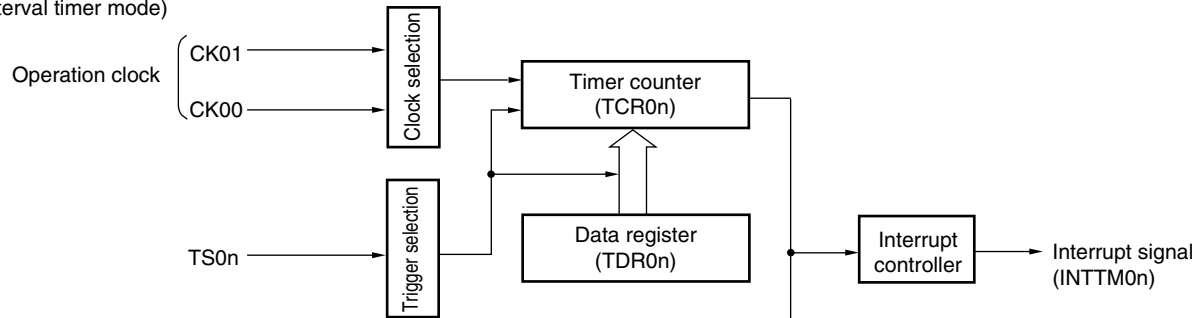 terval timer mode)
Operation clock
CK01
CK00
Clock selection
Timer counter
(TCR0n)
TS0n
Trigger selection
Data register
(TDR0n)
Interrupt
controller
Interrupt signal
(INTTM0n)